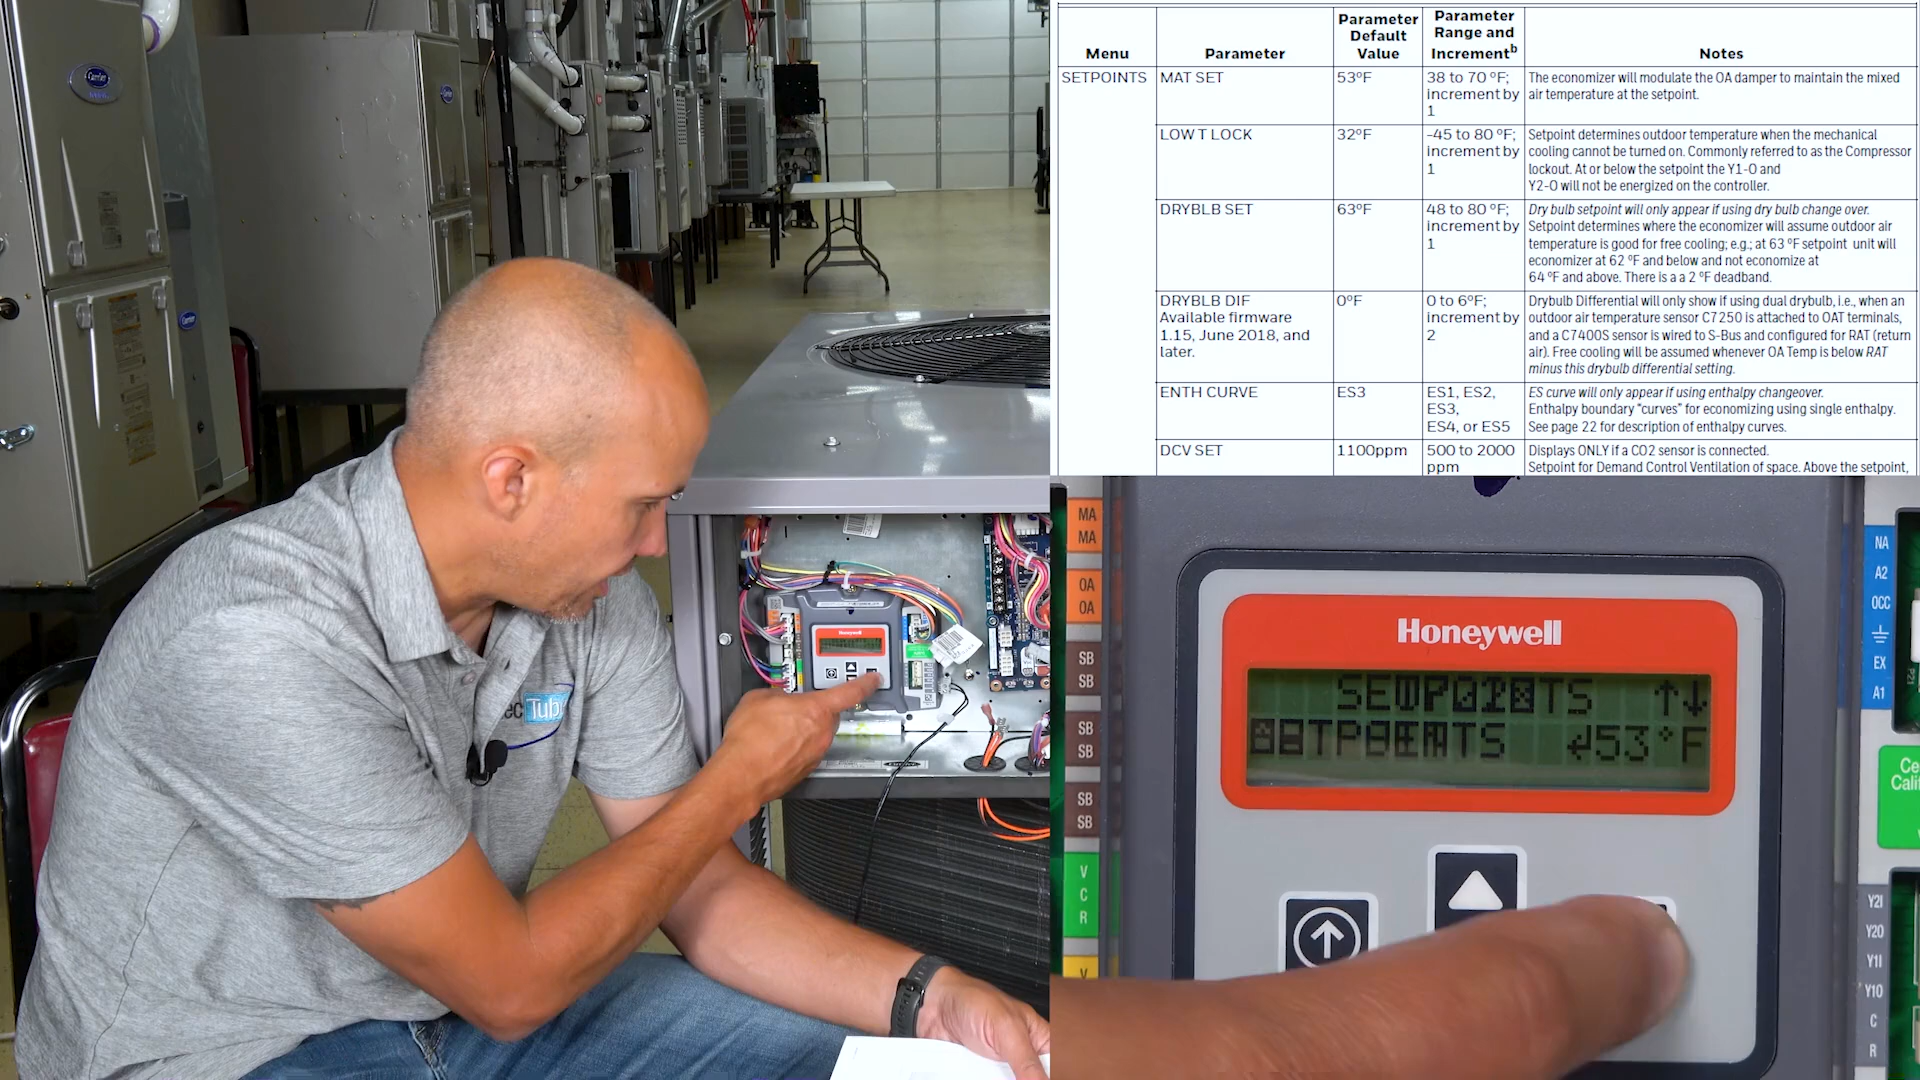 Menu
Parameter
Parameter Default Value
Parameter Range and Incrementb
Notes
SETPOINTS
MAT SET
53°F
38 to 70 °F;
increment by
1
The economizer will modulate the OA damper to maintain the mixed
air temperature at the setpoint.
LOW T LOCK
32°F
-45 to 80 °F;
increment by
1
Setpoint determines outdoor temperature when the mechanical
cooling cannot be turned on. Commonly referred to as the Compressor
lockout. At or below the setpoint the Y1-O and
Y2-O will not be energized on the controller.
DRYBLB SET
63°F
48 to 80 °F;
increment by
1
Dry bulb setpoint will only appear if using dry bulb change over.
Setpoint determines where the economizer will assume outdoor air
temperature is good for free cooling; e.g.; at 63 °F setpoint unit will
economizer at 62 °F and below and not economize at
64 °F and above. There is a a 2 °F deadband.
DRYBLB DIF
Available firmware
1.15, June 2018, and
later.
0°F
0 to 6°F;
increment by
2
Drybulb Differential will only show if using dual drybulb, i.e., when an
outdoor air temperature sensor C7250 is attached to OAT terminals,
and a C7400S sensor is wired to S-Bus and configured for RAT (return
air). Free cooling will be assumed whenever OA Temp is below RAT
minus this drybulb differential setting.
ENTH CURVE
ES3
ES1, ES2,
ES3,
ES4, or ES5
ES curve will only appear if using enthalpy changeover.
Enthalpy boundary "curves" for economizing using single enthalpy.
See page 22 for description of enthalpy curves.
DCV SET
1100ppm
500 to 2000
ppm
Displays ONLY if a CO2 sensor is connected.
Setpoint for Demand Control Ventilation of space. Above the setpoint,
Honeywell
53°F
MA
MA
OA
OA
SB
SB
SB
SB
SB
SB
V
C
R
V
NA
A2
OCC
EX
A1
Ce
Cali
Y2I
Y2O
Y1I
Y1O
C
R
Honeywell
ec Tub
Carrier